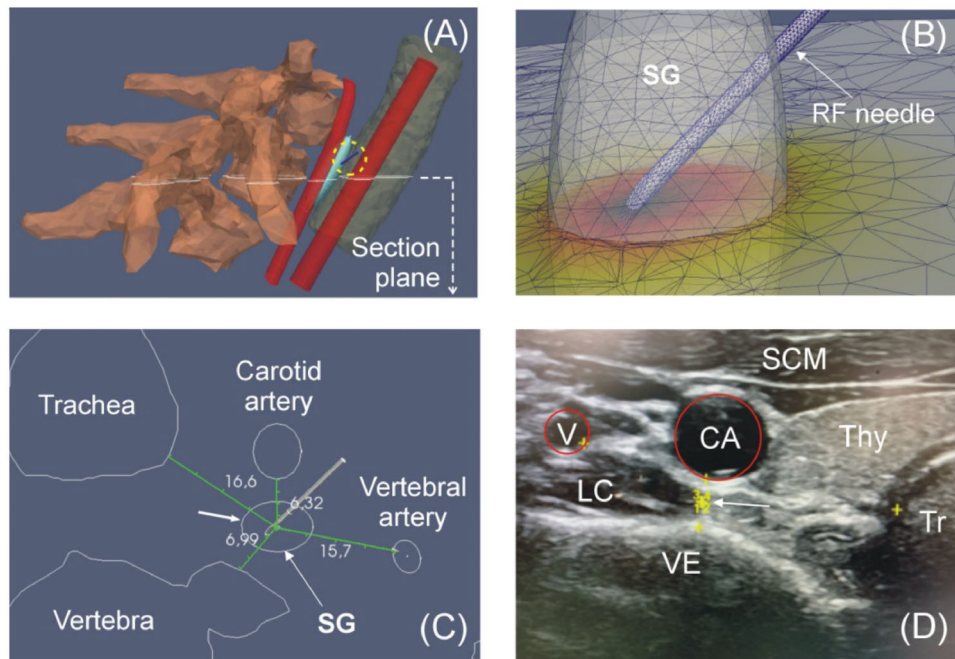 (A)
Section
plane
(B)
SG
RF needle
(C)
Trachea
Carotid
artery
16,6
6,32
Vertebral
artery
6,99
15,7
Vertebra
SG
SCM
V
CA
Thy
LC
Tr
VE
(D)